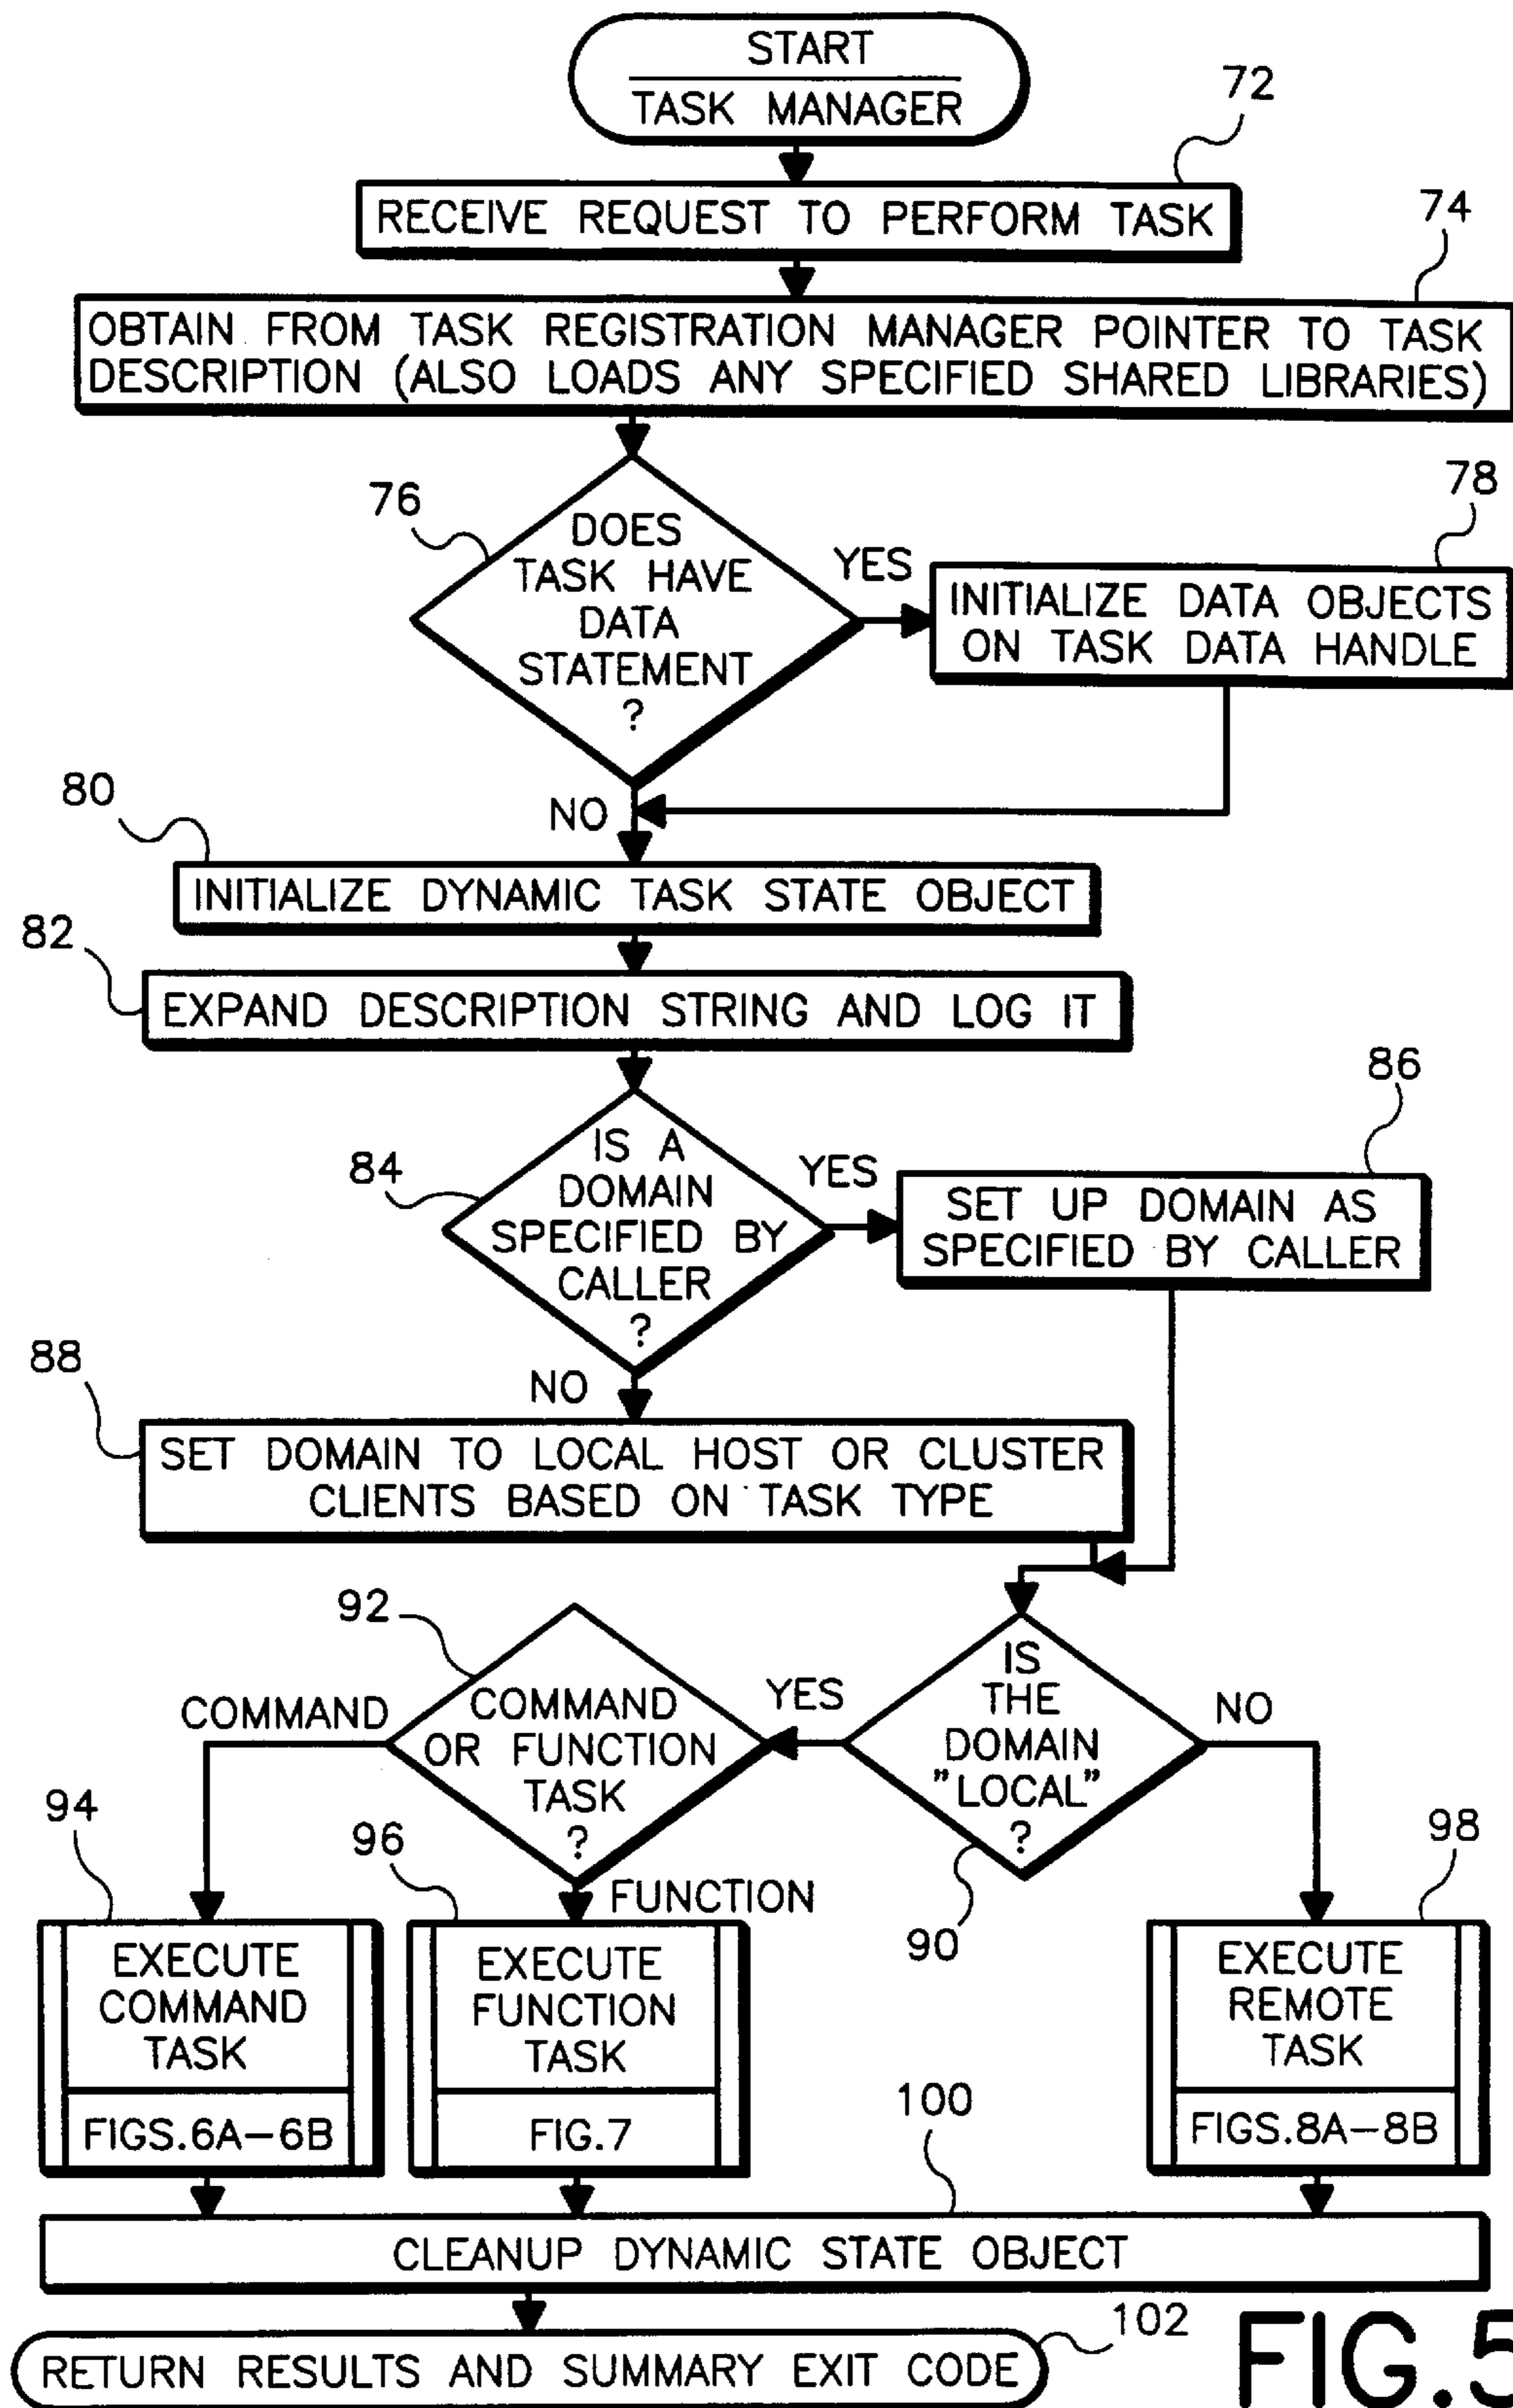 START
TASK MANAGER
72
RECEIVE REQUEST TO PERFORM TASK
74
OBTAIN FROM TASK REGISTRATION MANAGER POINTER TO TASK
DESCRIPTION (ALSO LOADS ANY SPECIFIED SHARED LIBRARIES)
76
DOES
TASK HAVE
DATA
STATEMENT
?
YES
78
INITIALIZE DATA OBJECTS
ON TASK DATA HANDLE
NO
80
INITIALIZE DYNAMIC TASK STATE OBJECT
82
EXPAND DESCRIPTION STRING AND LOG IT
84
IS A
DOMAIN
SPECIFIED BY
CALLER
?
YES
86
SET UP DOMAIN AS
SPECIFIED BY CALLER
NO
88
SET DOMAIN TO LOCAL HOST OR CLUSTER
CLIENTS BASED ON TASK TYPE
IS
THE
DOMAIN
"LOCAL"
?
90
YES
NO
92
COMMAND
OR FUNCTION
TASK
?
COMMAND
FUNCTION
94
EXECUTE
COMMAND
TASK
FIGS.6A-6B
96
EXECUTE
FUNCTION
TASK
FIG.7
98
EXECUTE
REMOTE
TASK
FIGS.8A-8B
100
CLEANUP DYNAMIC STATE OBJECT
RETURN RESULTS AND SUMMARY EXIT CODE
102
FIG.5